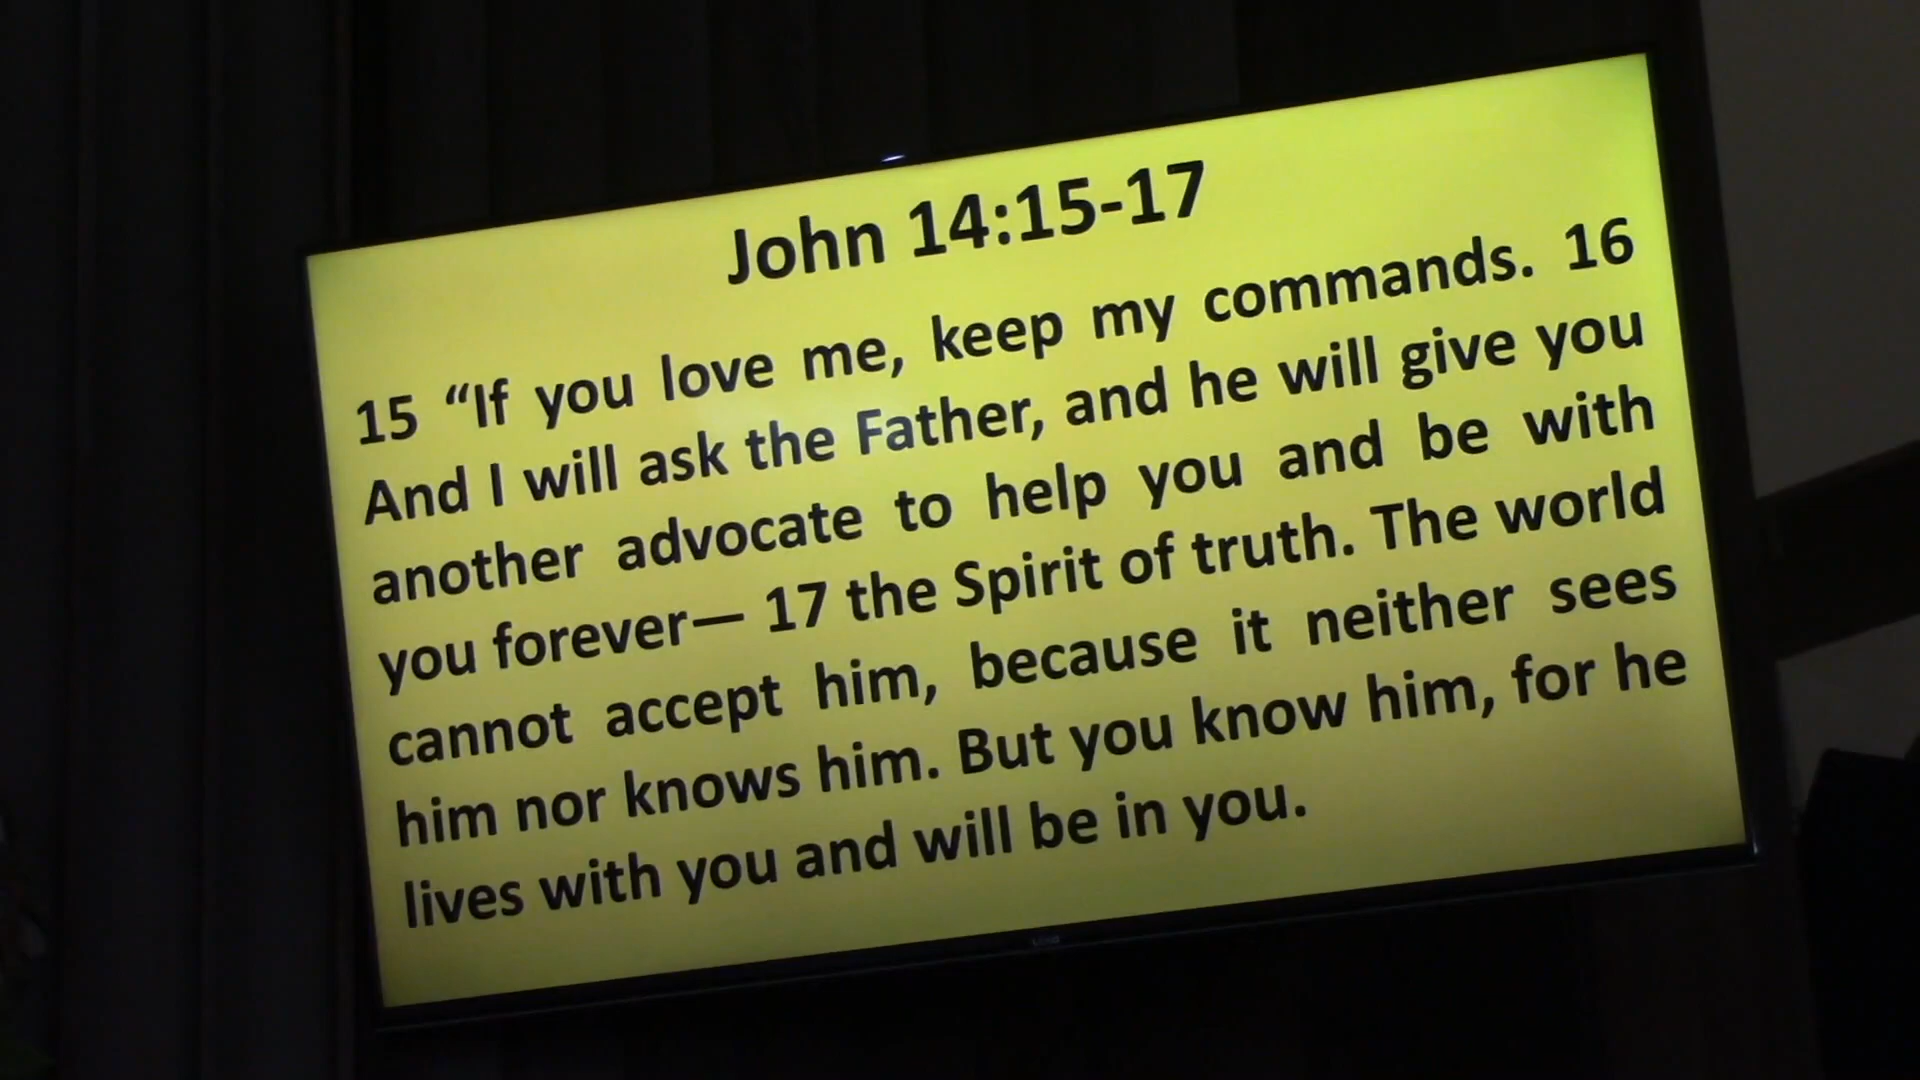 John 14:15-17
15 “If you love me, keep my commands. 16
And I will ask the Father, and he will give you
another advocate to help you and be with
you forever— 17 the Spirit of truth. The world
cannot accept him, because it neither sees
him nor knows him. But you know him, for he
lives with you and will be in you.